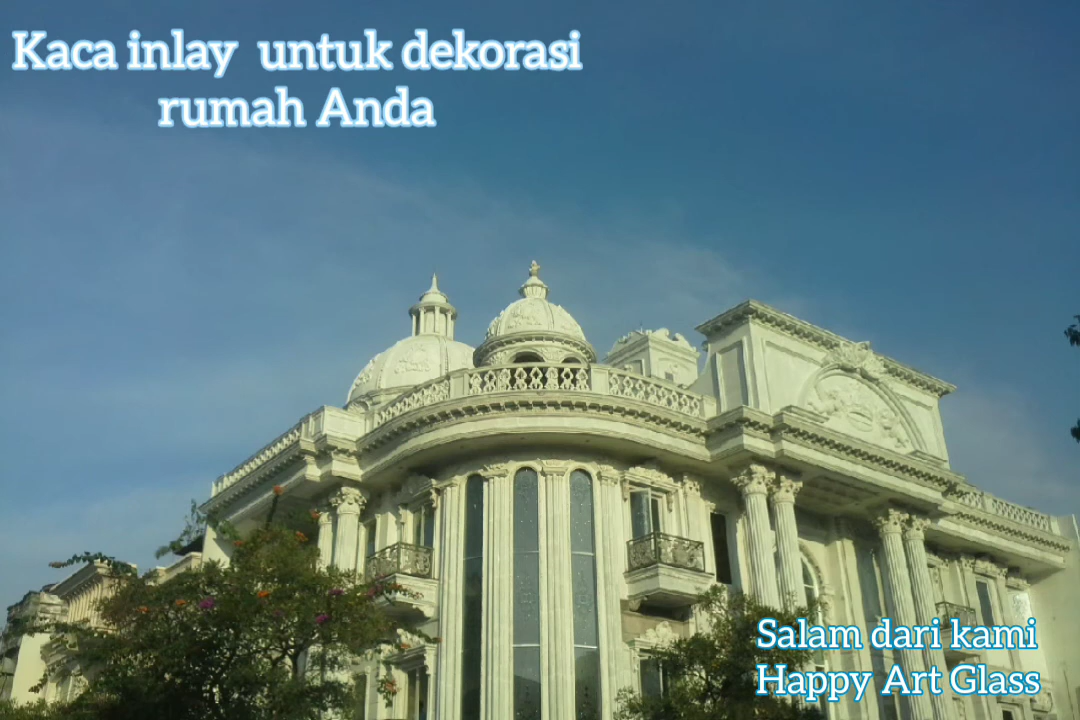 Kaca inlay untuk dekorasi
rumah Anda
Salam dari kami
Happy Art Glass